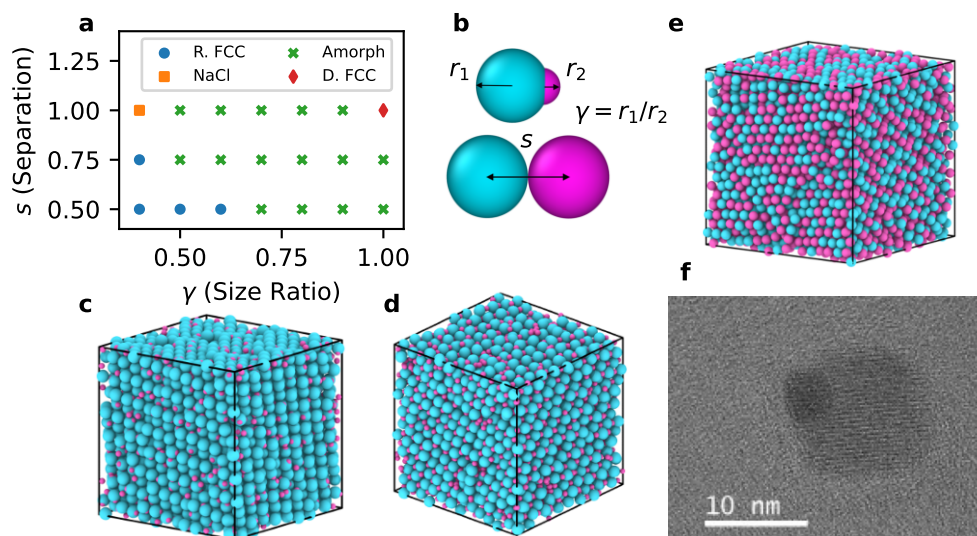 a
R. FCC
NaCl
Amorph
D. FCC
1.25
1.00
0.75
0.50
s (Separation)
0.50
0.75
1.00
γ (Size Ratio)
b
r₁
r₂
γ = r₁/r₂
s
c
d
e
f
10 nm